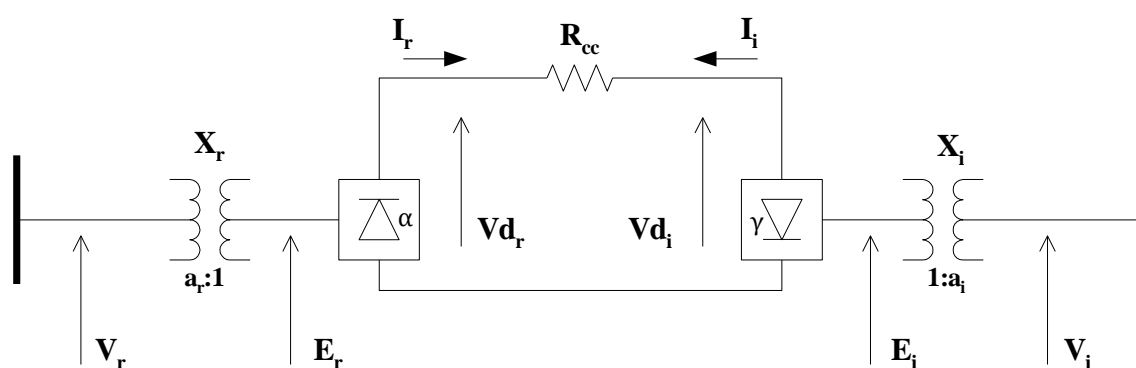 I_r
R_cc
I_i
X_r
X_i
α
Vd_r
Vd_i
γ
a_r:1
1:a_i
V_r
E_r
E_i
V_i